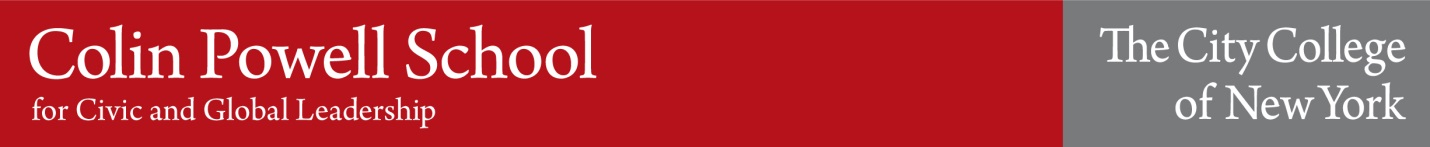 Colin Powell School
for Civic and Global Leadership
The City College
of New York